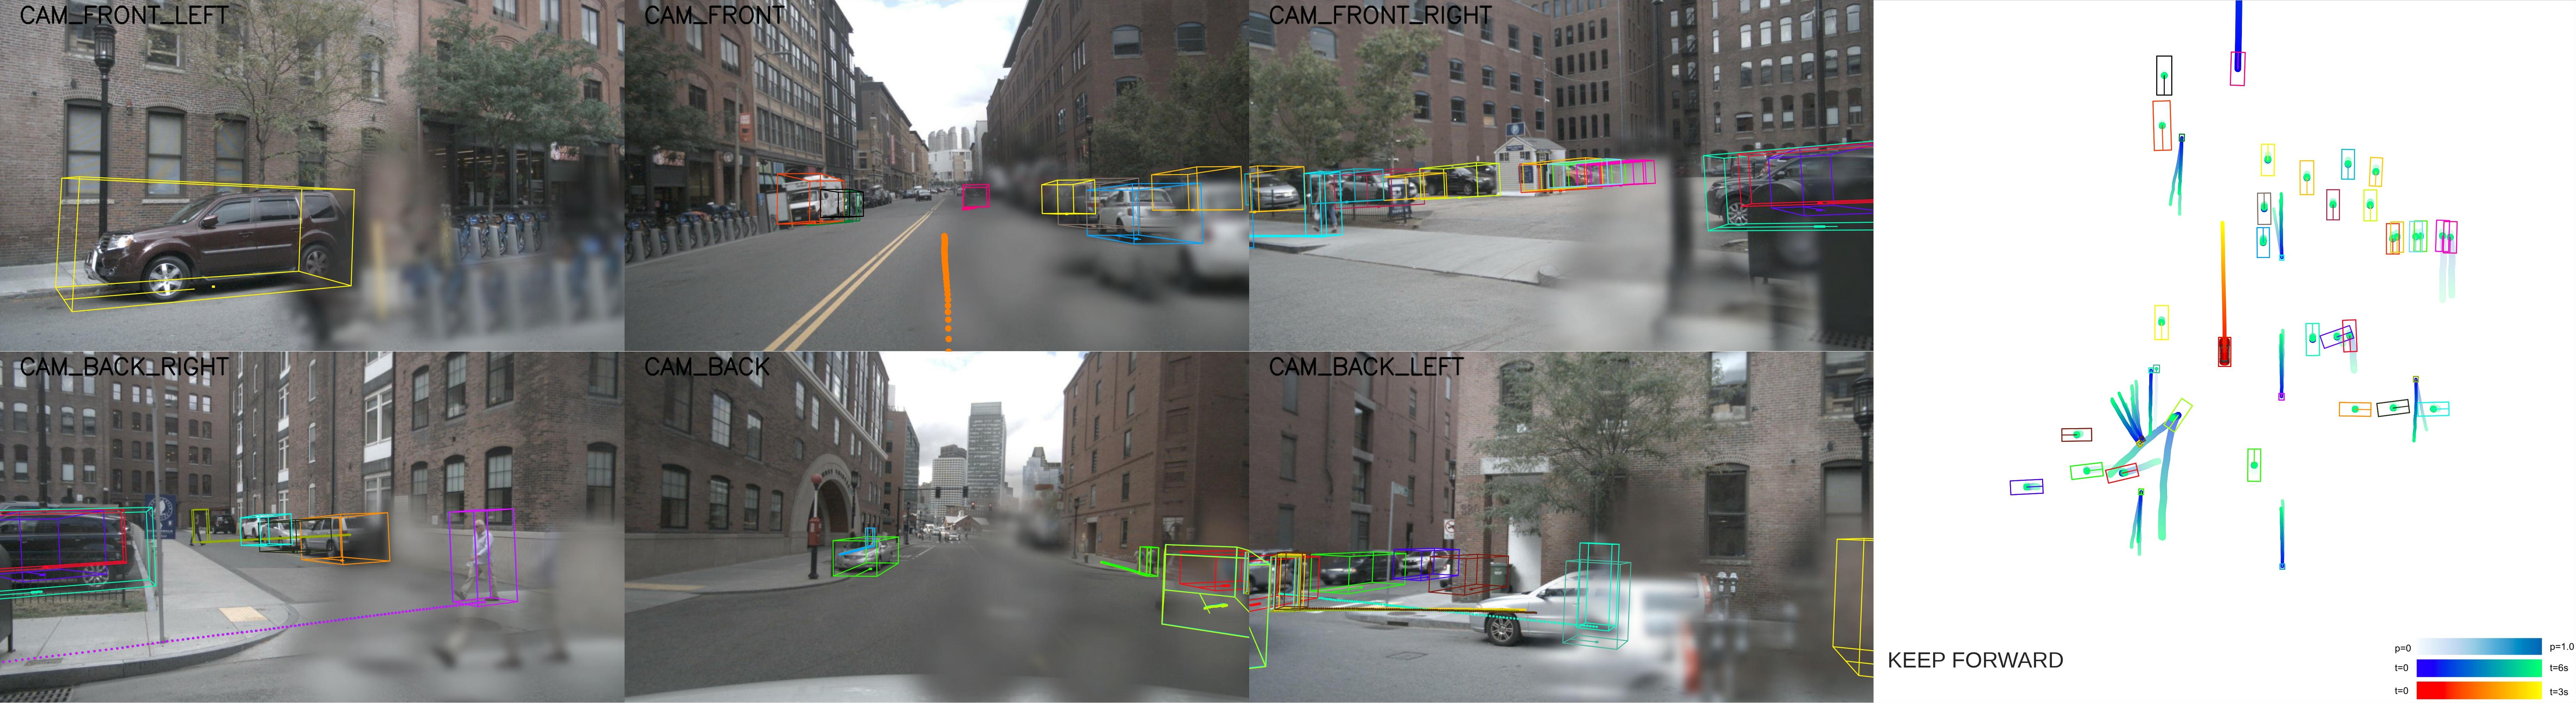 CAM_FRONT_LEFT
CAM_FRONT
CAM_FRONT_RIGHT
CAM_BACK_RIGHT
CAM_BACK
CAM_BACK_LEFT
KEEP FORWARD
p=0 p=1.0
t=0 t=6s
t=0 t=3s